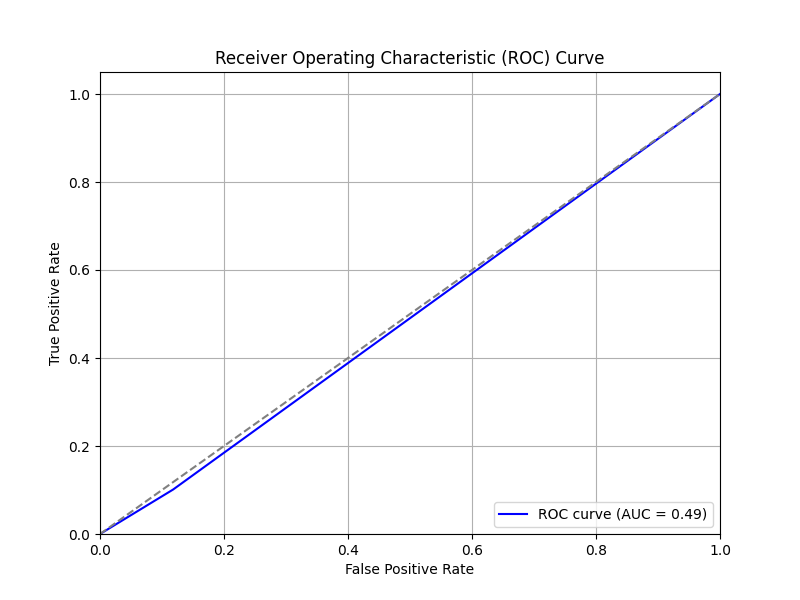 Receiver Operating Characteristic (ROC) Curve
1.0
0.8
0.6
0.4
0.2
0.0
True Positive Rate
0.0 0.2 0.4 0.6 0.8 1.0
False Positive Rate
ROC curve (AUC = 0.49)